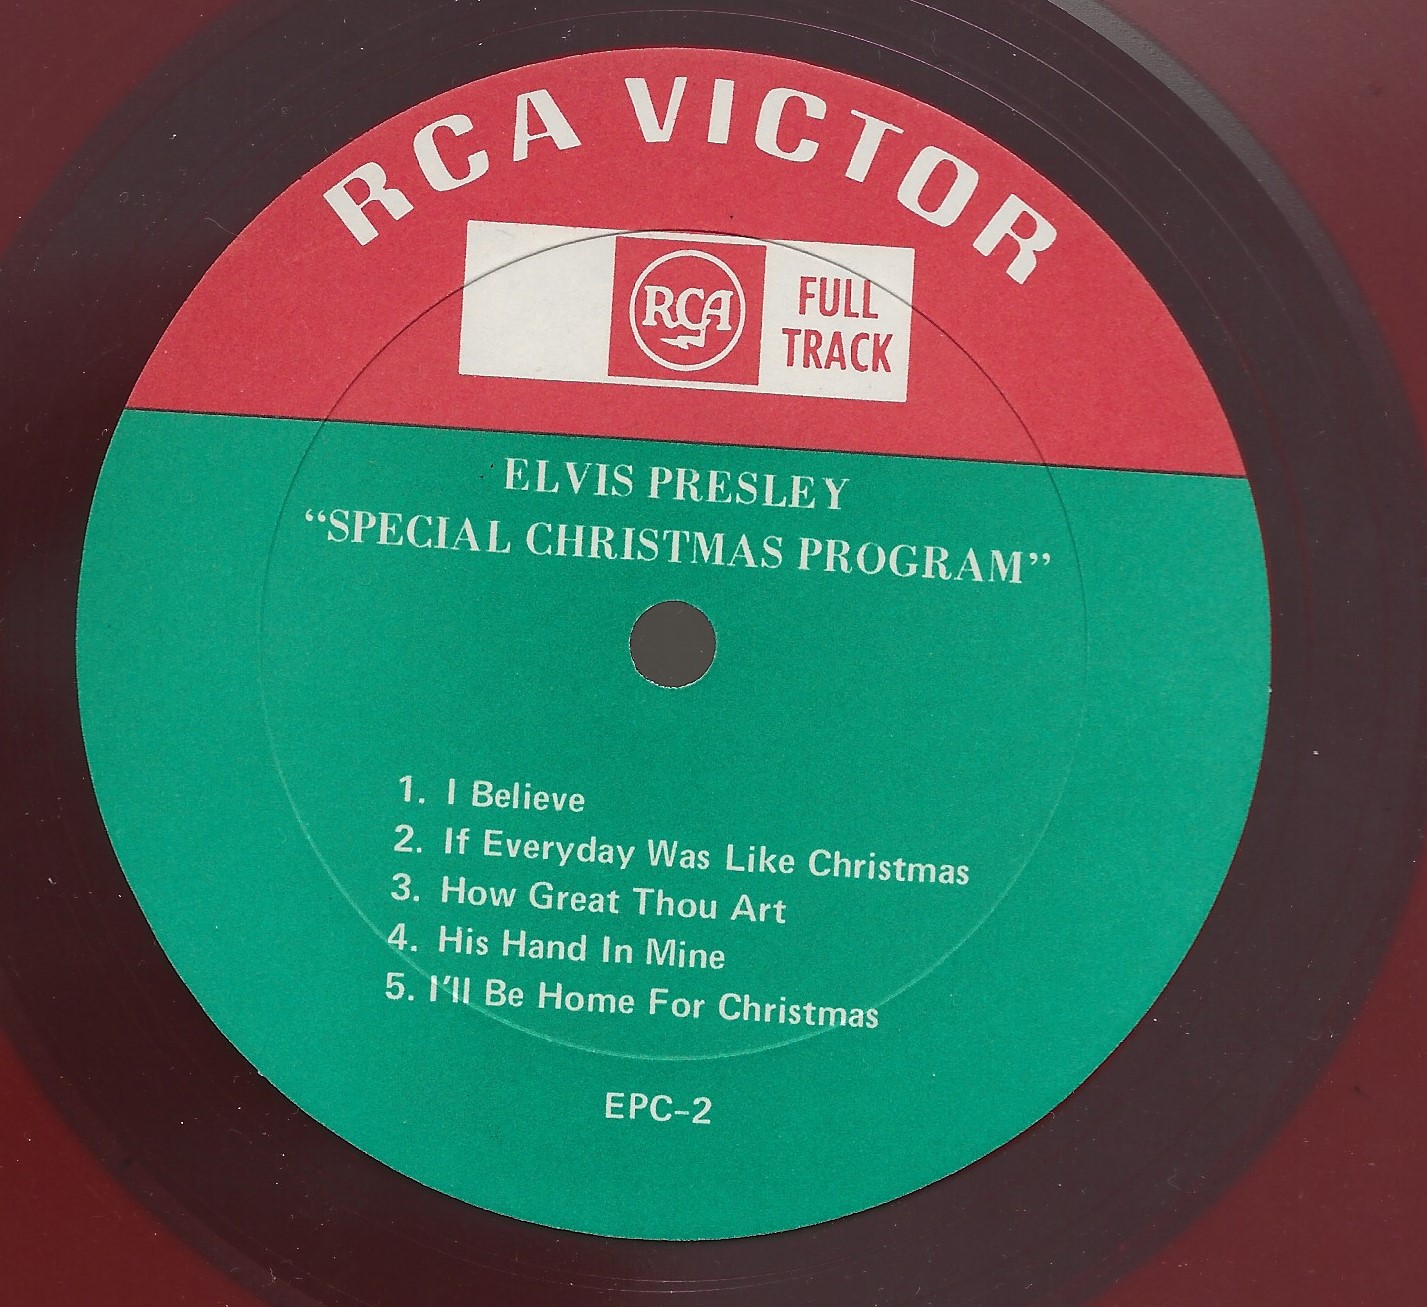 RCA VICTOR
RCA
FULL
TRACK
ELVIS PRESLEY
“SPECIAL CHRISTMAS PROGRAM”
1. I Believe
2. If Everyday Was Like Christmas
3. How Great Thou Art
4. His Hand In Mine
5. I’ll Be Home For Christmas
EPC-2